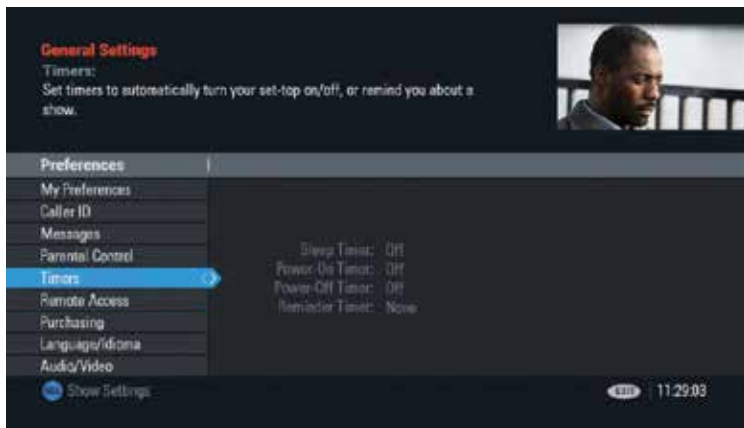 General Settings
Timers:
Set timers to automatically turn your set-top on/off, or remind you about a
show.
Preferences
My Preferences
Caller ID
Messages
Parental Control
Timers
Remote Access
Purchasing
Language/Idioma
Audio/Video
Sleep Timer: Off
Power-On Timer: Off
Power-Off Timer: Off
Reminder Timer: None
Show Settings
EXIT 11:29:03